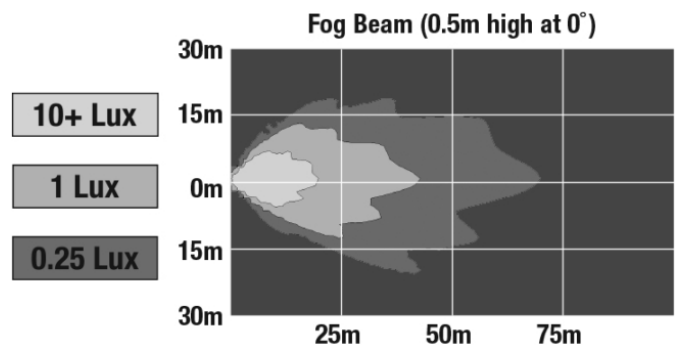 Fog Beam (0.5m high at 0°)
30m
15m
0m
15m
30m
25m 50m 75m
10+ Lux
1 Lux
0.25 Lux